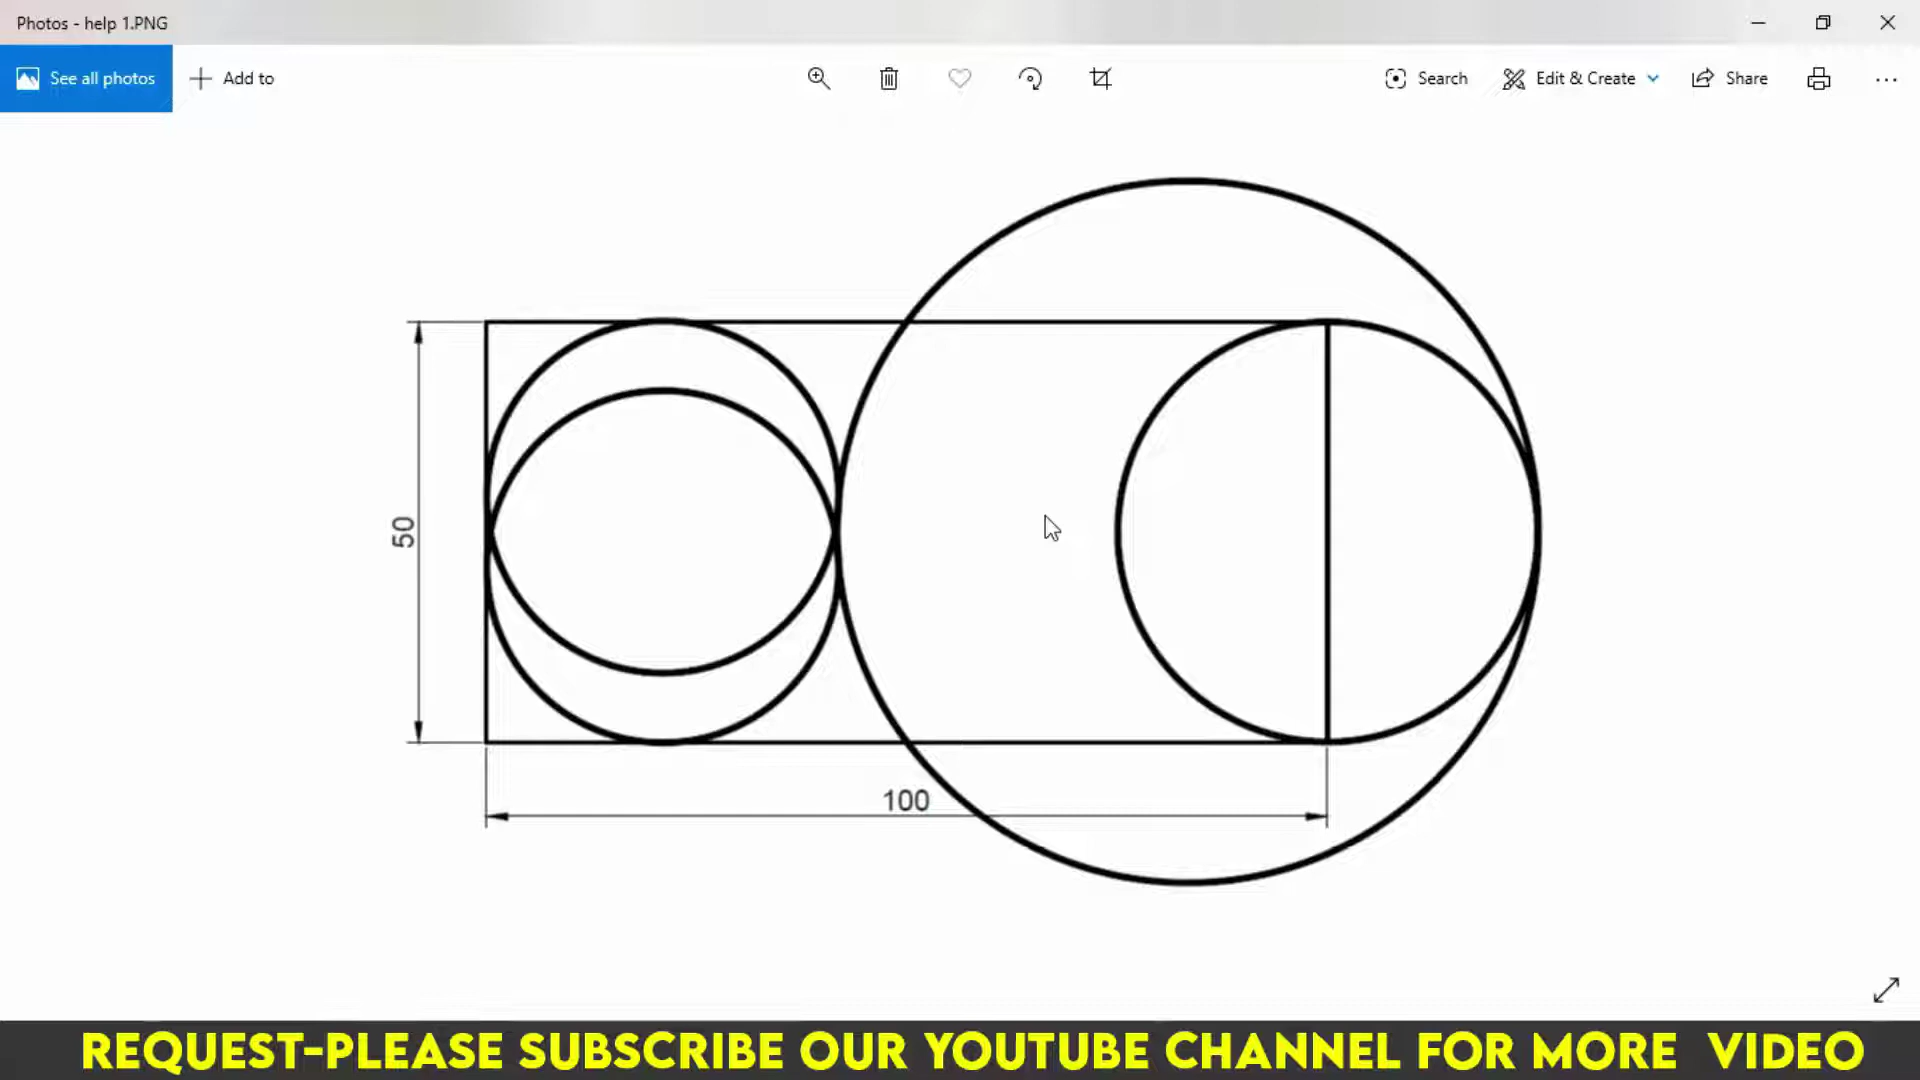 Photos - help 1.PNG
See all photos
Add to
Search
Edit & Create
Share
50
100
REQUEST-PLEASE SUBSCRIBE OUR YOUTUBE CHANNEL FOR MORE VIDEO